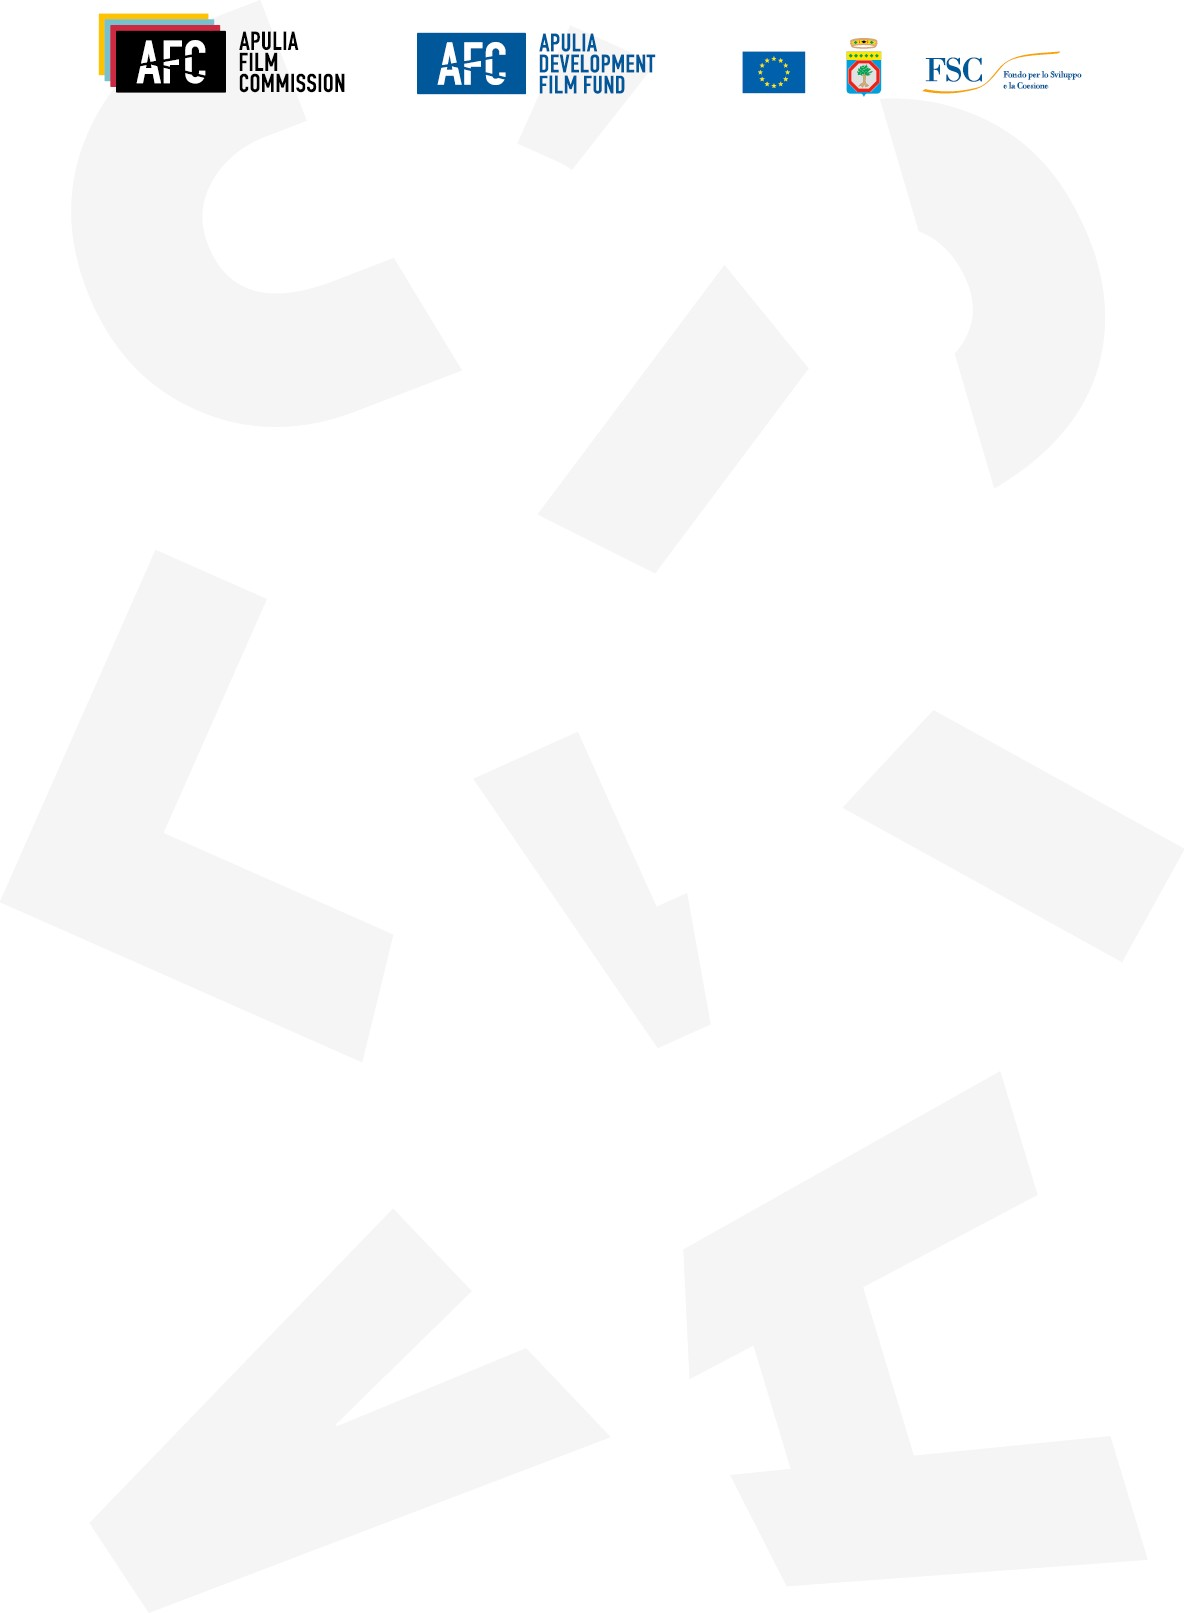 AFC
APULIA
FILM
COMMISSION
AFC
APULIA
DEVELOPMENT
FILM FUND
FSC
Fondo per lo Sviluppo
e la Coesione